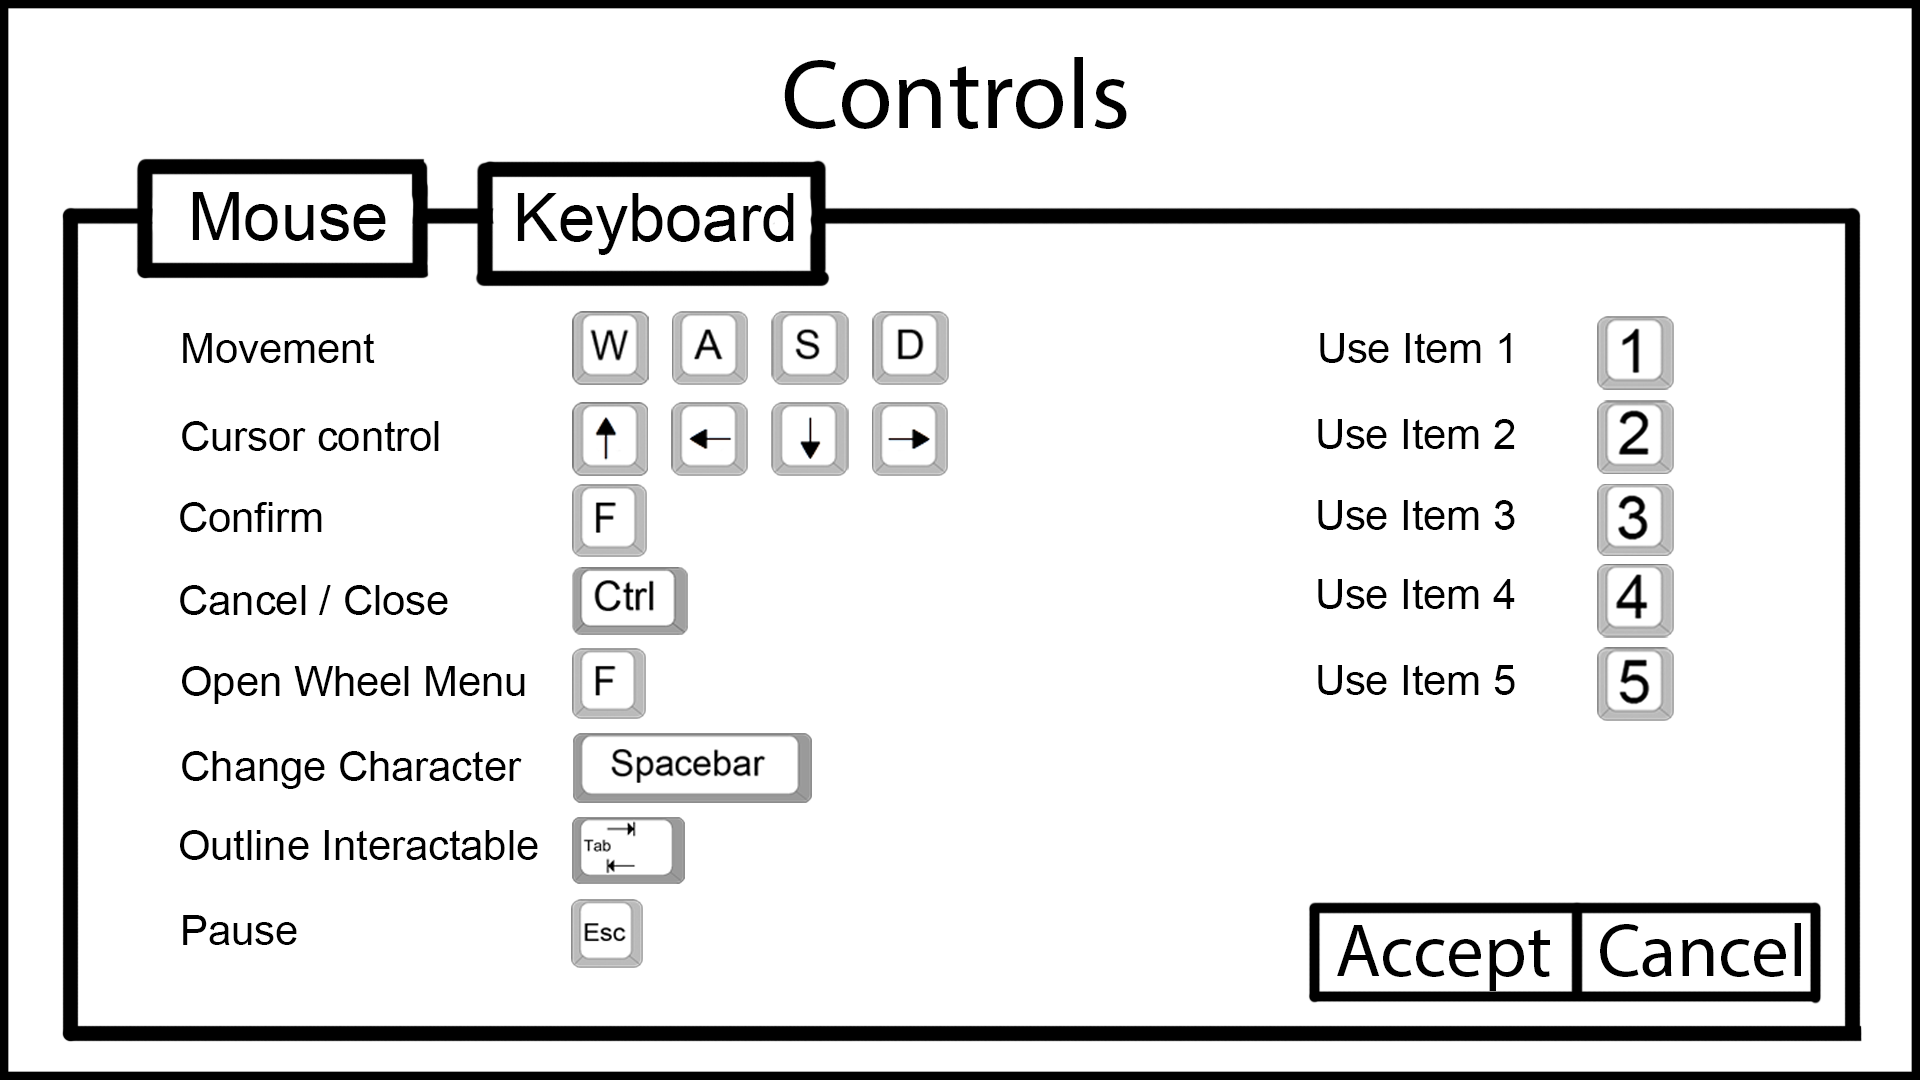 Controls
Mouse Keyboard
Movement W A S D
Cursor control ↑ ← ↓ →
Confirm F
Cancel / Close Ctrl
Open Wheel Menu F
Change Character Spacebar
Outline Interactable Tab
Pause Esc
Use Item 1 1
Use Item 2 2
Use Item 3 3
Use Item 4 4
Use Item 5 5
Accept Cancel